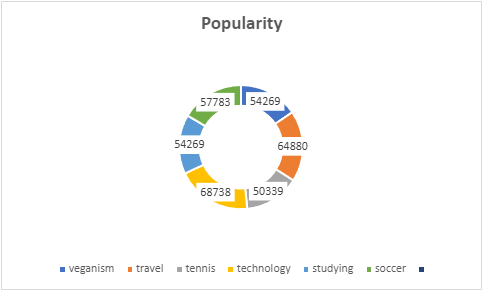 Popularity
57783 54269
54269 64880
68738 50339
veganism travel tennis technology studying soccer